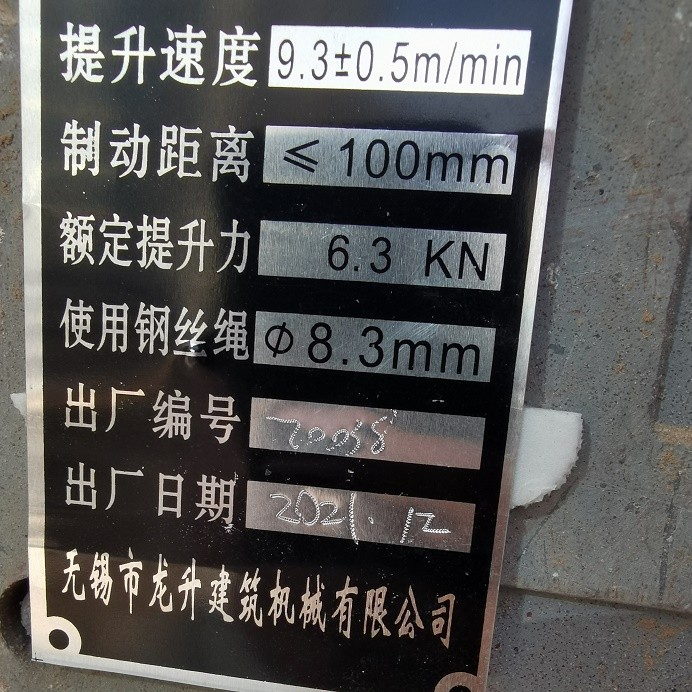 提升速度 9.3±0.5m/min
制动距离 ≤100mm
额定提升力 6.3 KN
使用钢丝绳 φ8.3mm
出厂编号
出厂日期 2021.12
无锡市龙升建筑机械有限公司